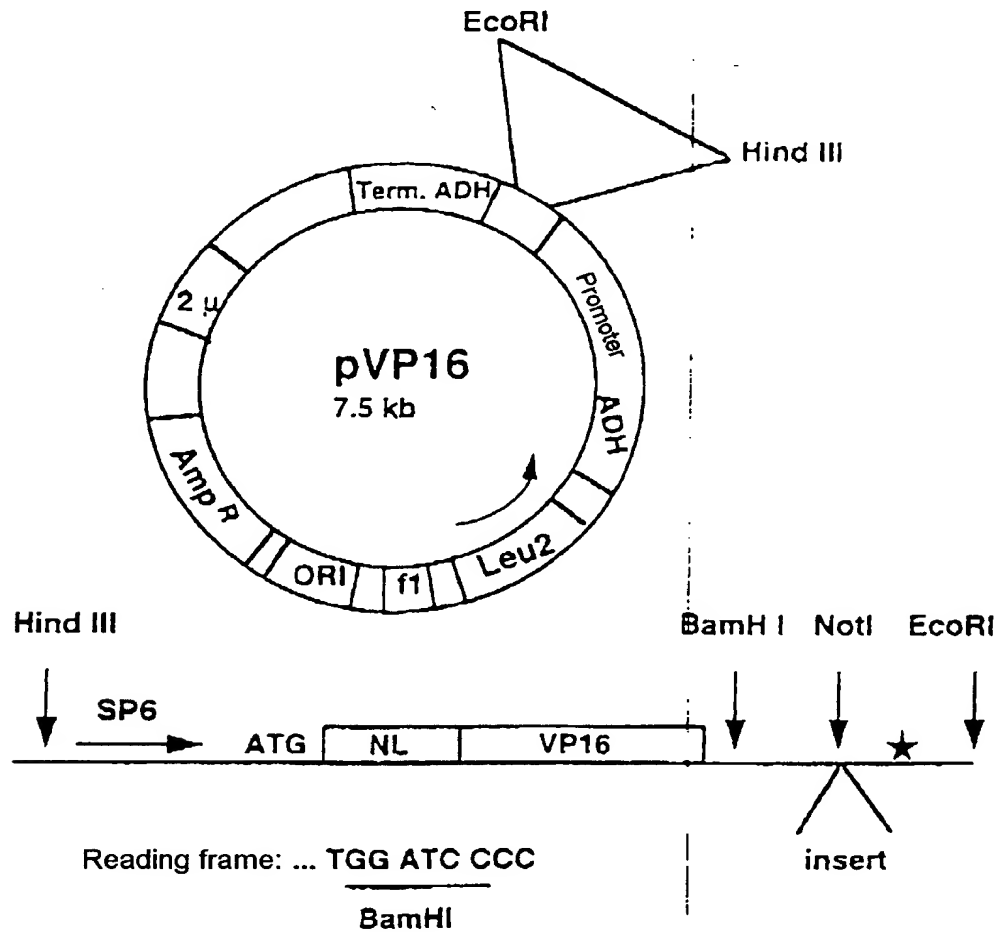 EcoRI
Hind III
Term. ADH
2 μ
Promoter
ADH
pVP16
7.5 kb
Amp R
ORI
f1
Leu2
Hind III
BamH I NotI EcoRI
SP6
ATG NL VP16
insert
Reading frame: ... TGG ATC CCC
BamHI